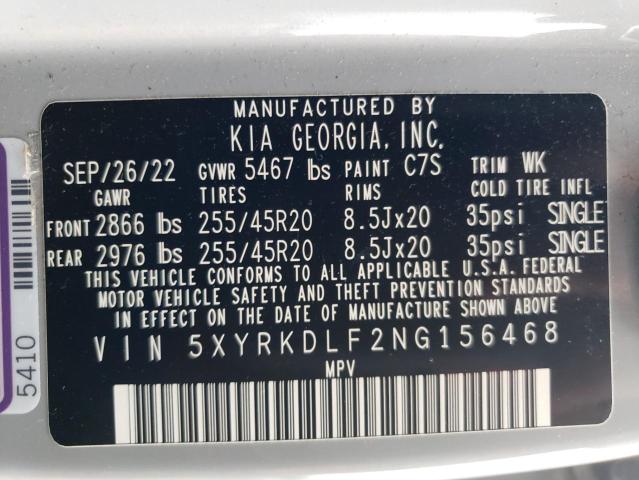 MANUFACTURED BY
KIA GEORGIA, INC.
SEP/26/22 GVWR 5467 lbs PAINT C7S TRIM WK
GAWR TIRES RIMS COLD TIRE INFL
FRONT 2866 lbs 255/45R20 8.5Jx20 35psi SINGLE
REAR 2976 lbs 255/45R20 8.5Jx20 35psi SINGLE
THIS VEHICLE CONFORMS TO ALL APPLICABLE U.S.A. FEDERAL
MOTOR VEHICLE SAFETY AND THEFT PREVENTION STANDARDS
IN EFFECT ON THE DATE OF MANUFACTURE SHOWN ABOVE
VIN 5XYRKDLF2NG156468
MPV
5410